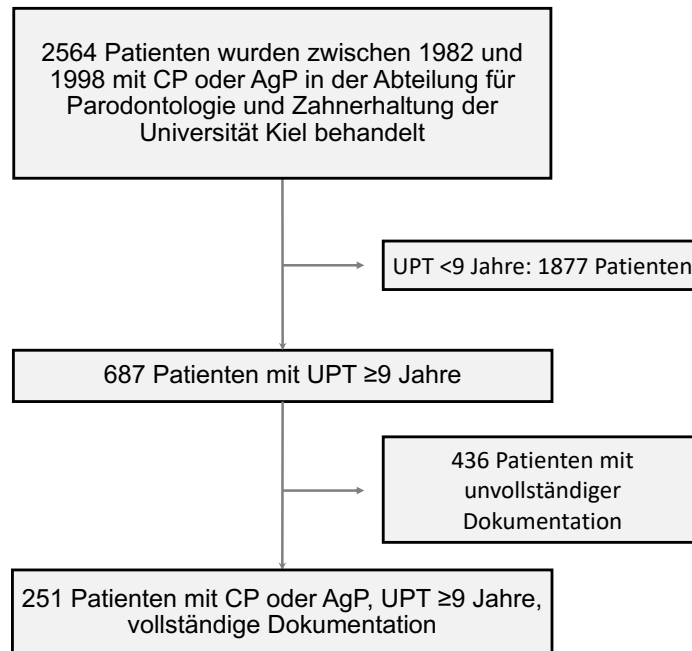 2564 Patienten wurden zwischen 1982 und
1998 mit CP oder AgP in der Abteilung für
Parodontologie und Zahnerhaltung der
Universität Kiel behandelt
UPT <9 Jahre: 1877 Patienten
687 Patienten mit UPT ≥9 Jahre
436 Patienten mit
unvollständiger
Dokumentation
251 Patienten mit CP oder AgP, UPT ≥9 Jahre,
vollständige Dokumentation